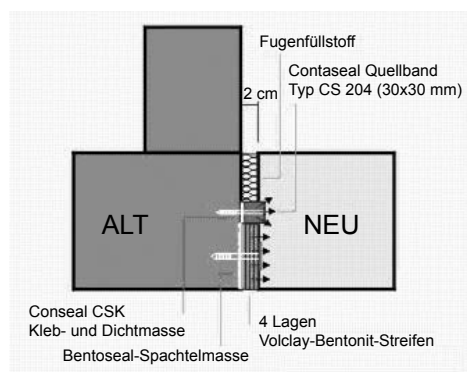 Fugenfüllstoff
Contaseal Quellband
Typ CS 204 (30x30 mm)
2 cm
ALT
NEU
Conseal CSK
Kleb- und Dichtmasse
4 Lagen
Volclay-Bentonit-Streifen
Bentoseal-Spachtelmasse